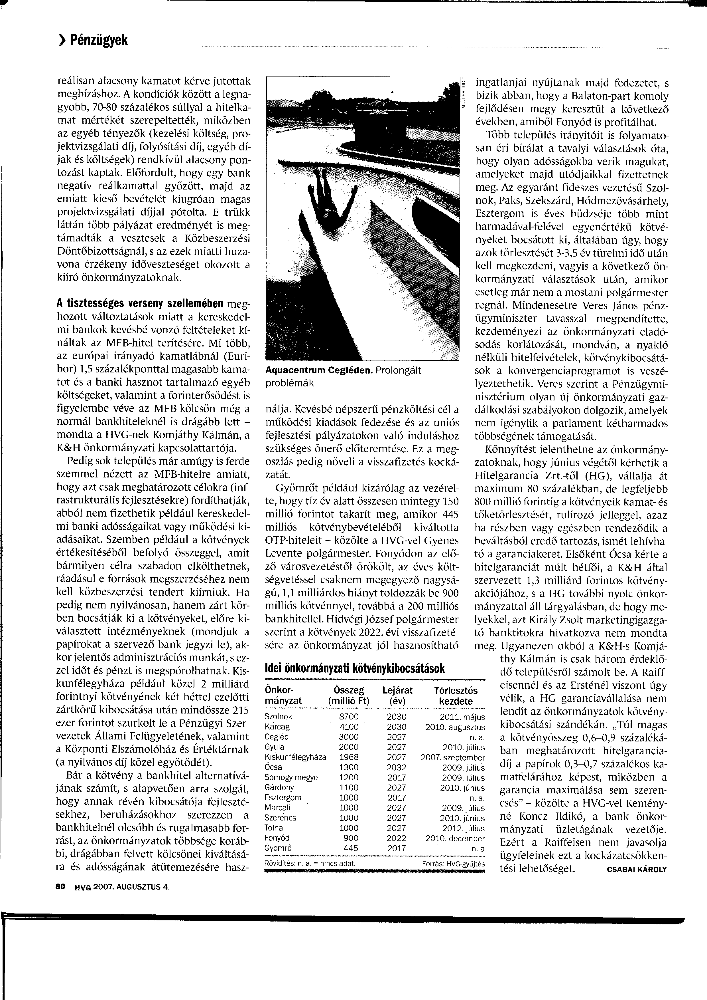 ❯ Pénzügyek
reálisan alacsony kamatot kérve jutottak
megbízáshoz. A kondíciók között a legna-
gyobb, 70-80 százalékos súllyal a hitelka-
mat mértékét szerepeltették, miközben
az egyéb tényezők (kezelési költség, pro-
jektvizsgálati díj, folyósítási díj, egyéb dí-
jak és költségek) rendkívül alacsony pon-
tozást kaptak. Előfordult, hogy egy bank
negatív reálkamattal győzött, majd az
emiatt kieső bevételét kiugróan magas
projektvizsgálati díjjal pótolta. E trükk
láttán több pályázat eredményét is meg-
támadták a vesztesek a Közbeszerzési
Döntőbizottságnál, s az ezek miatti huza-
vona érzékeny időveszteséget okozott a
kiíró önkormányzatoknak.
A tisztességes verseny szellemében meg-
hozott változtatások miatt a kereskedel-
mi bankok kevésbé vonzó feltételeket kí-
náltak az MFB-hitel terítésére. Mi több,
az európai irányadó kamatlábnál (Euri-
bor) 1,5 százalékponttal magasabb kama-
tot és a banki hasznot tartalmazó egyéb
költségeket, valamint a forinterősödést is
figyelembe véve az MFB-kölcsön még a
normál bankhiteleknél is drágább lett –
mondta a HVG-nek Komjáthy Kálmán, a
K&H önkormányzati kapcsolattartója.
Pedig sok település már amúgy is ferde
szemmel nézett az MFB-hitelre amiatt,
hogy azt csak meghatározott célokra (inf-
rastrukturális fejlesztésekre) fordíthatják,
abból nem fizethetik például kereskedel-
mi banki adósságaikat vagy működési ki-
adásaikat. Szemben például a kötvények
értékesítéséből befolyó összeggel, amit
bármilyen célra szabadon elkölthetnek,
ráadásul e források megszerzéséhez nem
kell közbeszerzési tendert kiírniuk. Ha
pedig nem nyilvánosan, hanem zárt kör-
ben bocsátják ki a kötvényeket, előre ki-
választott intézményeknek (mondjuk a
papírokat a szervező bank jegyzi le), ak-
kor jelentős adminisztrációs munkát, s ez-
zel időt és pénzt is megspórolhatnak. Kis-
kunfélegyháza például közel 2 milliárd
forintnyi kötvényének két héttel ezelőtti
zártkörű kibocsátása után mindössze 215
ezer forintot szurkolt le a Pénzügyi Szer-
vezetek Állami Felügyeletének, valamint
a Központi Elszámolóház és Értéktárnak
(a nyilvános díj közel egyötödét).
Bár a kötvény a bankhitel alternatívá-
jának számít, s alapvetően arra szolgál,
hogy annak révén kibocsátója fejleszté-
sekhez, beruházásokhoz szerezzen a
bankhitelnél olcsóbb és rugalmasabb for-
rást, az önkormányzatok többsége koráb-
bi, drágábban felvett kölcsönei kiváltásá-
ra és adósságának átütemezésére hasz-
MÜLLER JUDIT
Aquacentrum Cegléden. Prolongált
problémák
nálja. Kevésbé népszerű pénzköltési cél a
működési kiadások fedezése és az uniós
fejlesztési pályázatokon való induláshoz
szükséges önerő előteremtése. Ez a meg-
oszlás pedig növeli a visszafizetés kocká-
zatát.
Gyömrőt például kizárólag az vezérel-
te, hogy tíz év alatt összesen mintegy 150
millió forintot takarít meg, amikor 445
milliós kötvénybevételéből kiváltotta
OTP-hiteleit – közölte a HVG-vel Gyenes
Levente polgármester. Fonyódon az elő-
ző városvezetéstől örökölt, az éves költ-
ségvetéssel csaknem megegyező nagysá-
gú, 1,1 milliárdos hiányt toldozzák be 900
milliós kötvénnyel, továbbá a 200 milliós
bankhitellel. Hídvégi József polgármester
szerint a kötvények 2022. évi visszafizeté-
sére az önkormányzat jól hasznosítható
Idei önkormányzati kötvénykibocsátások
Önkor- Összeg Lejárat Törlesztés
mányzat (millió Ft) (év) kezdete
Szolnok 8700 2030 2011. május
Karcag 4100 2030 2010. augusztus
Cegléd 3000 2027 n. a.
Gyula 2000 2027 2010. július
Kiskunfélegyháza 1968 2027 2007. szeptember
Ócsa 1300 2032 2009. július
Somogy megye 1200 2017 2009. július
Gárdony 1100 2027 2010. június
Esztergom 1000 2017 n. a.
Marcali 1000 2027 2009. július
Szerencs 1000 2027 2010. június
Tolna 1000 2027 2012. július
Fonyód 900 2022 2010. december
Gyömrő 445 2017 n. a
Rövidítés: n. a. = nincs adat. Forrás: HVG-gyűjtés
ingatlanjai nyújtanak majd fedezetet, s
bízik abban, hogy a Balaton-part komoly
fejlődésen megy keresztül a következő
években, amiből Fonyód is profitálhat.
Több település irányítóit is folyamato-
san éri bírálat a tavalyi választások óta,
hogy olyan adósságokba verik magukat,
amelyeket majd utódjaikkal fizettetnek
meg. Az egyaránt fideszes vezetésű Szol-
nok, Paks, Szekszárd, Hódmezővásárhely,
Esztergom is éves büdzséje több mint
harmadával-felével egyenértékű kötvé-
nyeket bocsátott ki, általában úgy, hogy
azok törlesztését 3-3,5 év türelmi idő után
kell megkezdeni, vagyis a következő ön-
kormányzati választások után, amikor
esetleg már nem a mostani polgármester
regnál. Mindenesetre Veres János pénz-
ügyminiszter tavasszal megpendítette,
kezdeményezi az önkormányzati eladó-
sodás korlátozását, mondván, a nyakló
nélküli hitelfelvételek, kötvénykibocsátá-
sok a konvergenciaprogramot is veszé-
lyeztethetik. Veres szerint a Pénzügymi-
nisztérium olyan új önkormányzati gaz-
dálkodási szabályokon dolgozik, amelyek
nem igénylik a parlament kétharmados
többségének támogatását.
Könnyítést jelenthetne az önkormány-
zatoknak, hogy június végétől kérhetik a
Hitelgarancia Zrt.-től (HG), vállalja át
maximum 80 százalékban, de legfeljebb
800 millió forintig a kötvényeik kamat- és
tőketörlesztését, rulírozó jelleggel, azaz
ha részben vagy egészben rendeződik a
beváltásból eredő tartozás, ismét lehívha-
tó a garanciakeret. Elsőként Ócsa kérte a
hitelgaranciát múlt hétfői, a K&H által
szervezett 1,3 milliárd forintos kötvény-
akciójához, s a HG további nyolc önkor-
mányzattal áll tárgyalásban, de hogy me-
lyekkel, azt Király Zsolt marketingigazga-
tó banktitokra hivatkozva nem mondta
meg. Ugyanezen okból a K&H-s Komjá-
thy Kálmán is csak három érdeklő-
dő településről számolt be. A Raiff-
eisennél és az Ersténél viszont úgy
vélik, a HG garanciavállalása nem
lendít az önkormányzatok kötvény-
kibocsátási szándékán. „Túl magas
a kötvényösszeg 0,6–0,9 százaléká-
ban meghatározott hitelgarancia-
díj a papírok 0,3–0,7 százalékos ka-
matfelárához képest, miközben a
garancia maximálása sem szeren-
csés” – közölte a HVG-vel Kemény-
né Koncz Ildikó, a bank önkor-
mányzati üzletágának vezetője.
Ezért a Raiffeisen nem javasolja
ügyfeleinek ezt a kockázatcsökken-
tési lehetőséget. CSABAI KÁROLY
80 HVG 2007. AUGUSZTUS 4.